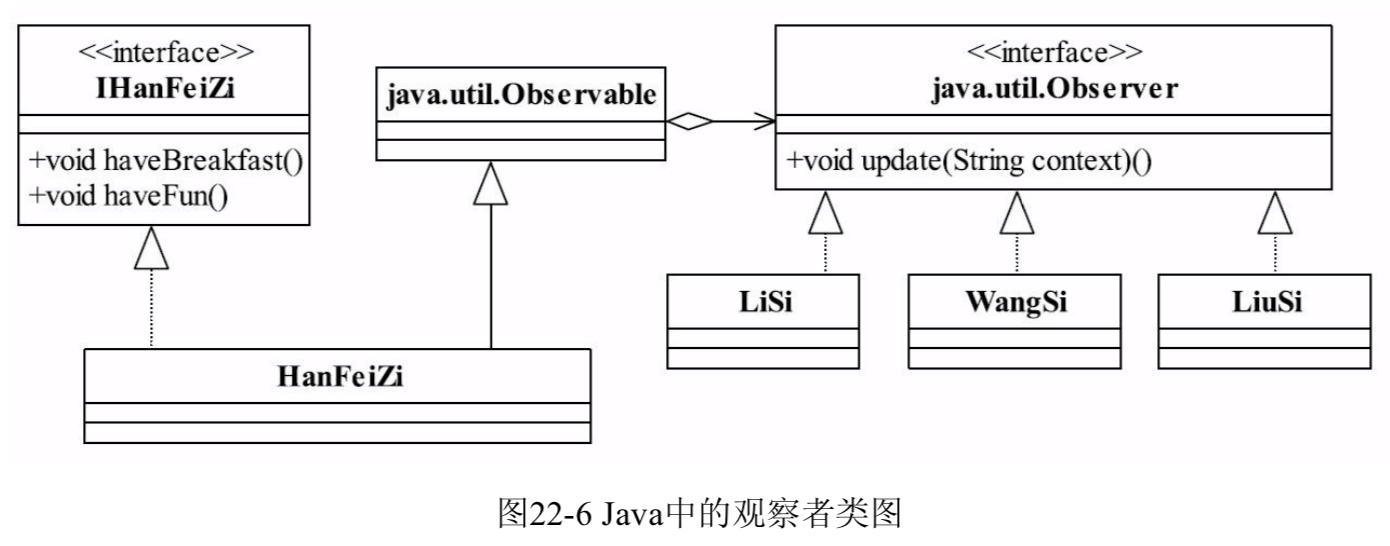 <<interface>>
IHanFeiZi
+void haveBreakfast()
+void haveFun()
java.util.Observable
<<interface>>
java.util.Observer
+void update(String context)()
LiSi
WangSi
LiuSi
HanFeiZi
图22-6 Java中的观察者类图